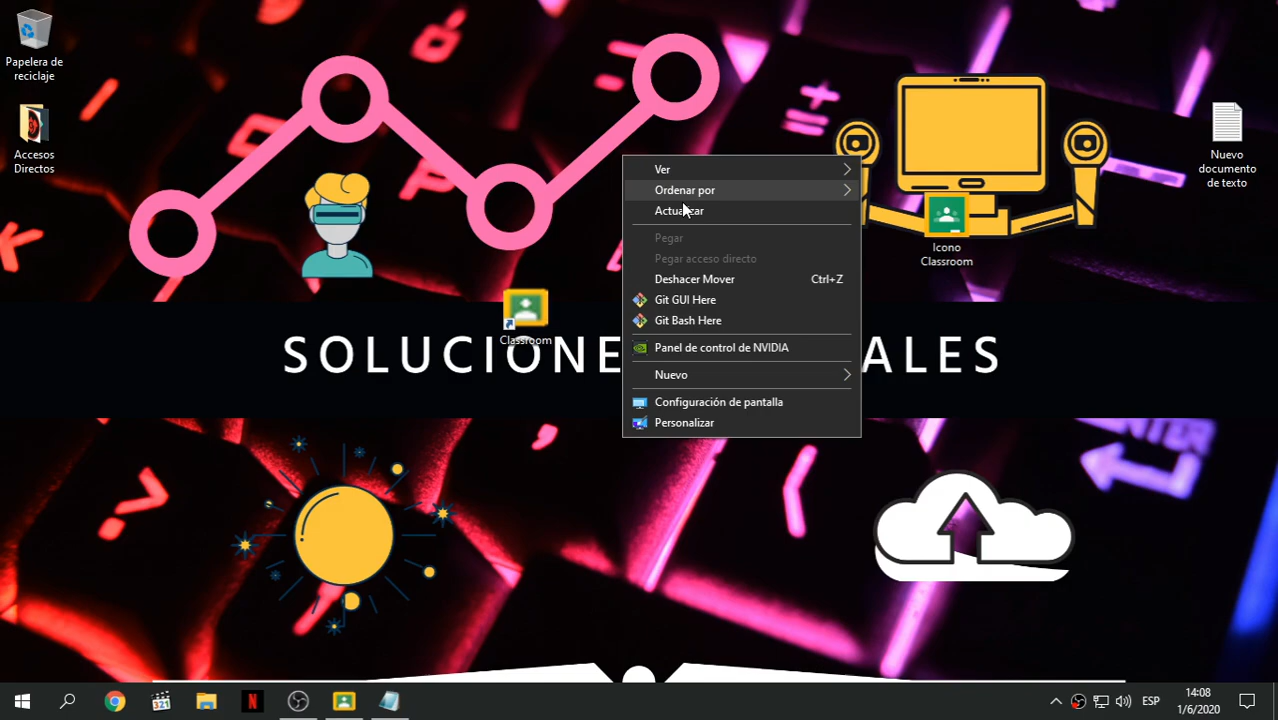 Papelera de
reciclaje
Accesos
Directos
Nuevo
documento
de texto
Icono
Classroom
Classroom
Ver
Ordenar por
Actualizar
Pegar
Pegar acceso directo
Deshacer Mover Ctrl+Z
Git GUI Here
Git Bash Here
Panel de control de NVIDIA
Nuevo
Configuración de pantalla
Personalizar
SOLUCIONE ALES
ENTER
321
N
ESP
14:08
1/6/2020